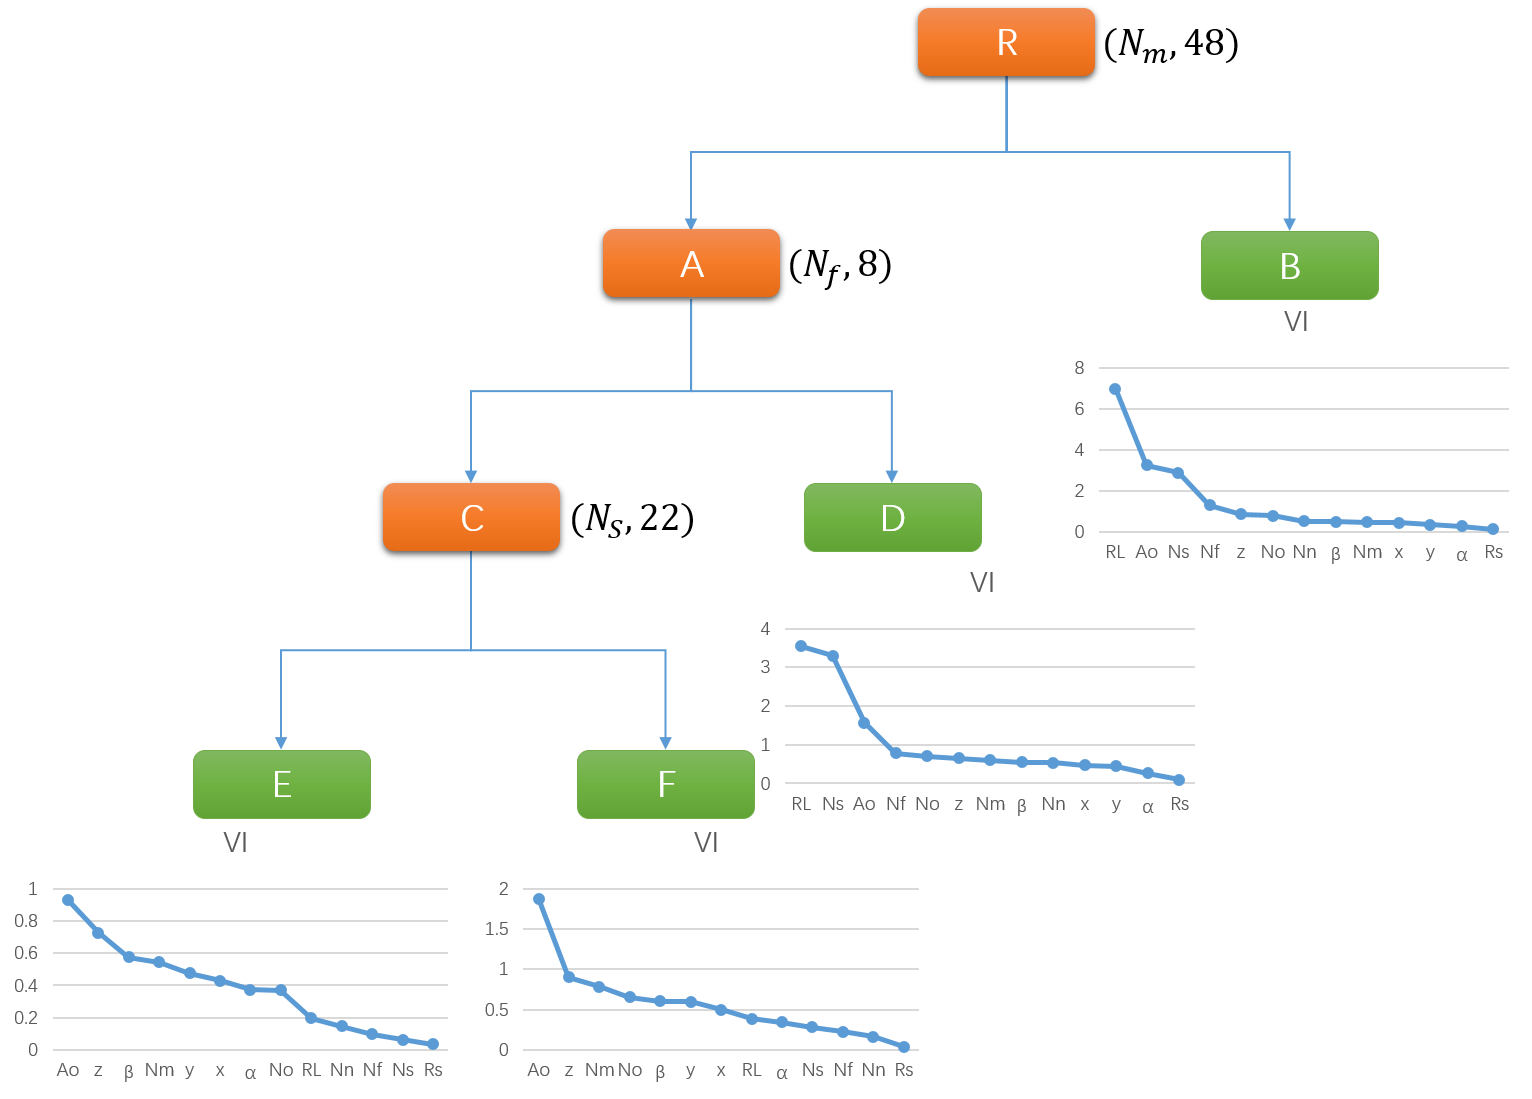 R
(Nₘ, 48)
A
(N_f, 8)
B
VI
8
6
4
2
0
RL Ao Ns Nf z No Nn β Nm x y α Rs
C
(N_S, 22)
D
VI
4
3
2
1
0
RL Ns Ao Nf No z Nm β Nn x y α Rs
E
VI
1
0.8
0.6
0.4
0.2
0
Ao z β Nm y x α No RL Nn Nf Ns Rs
F
VI
2
1.5
1
0.5
0
Ao z Nm No β y x RL α Ns Nf Nn Rs